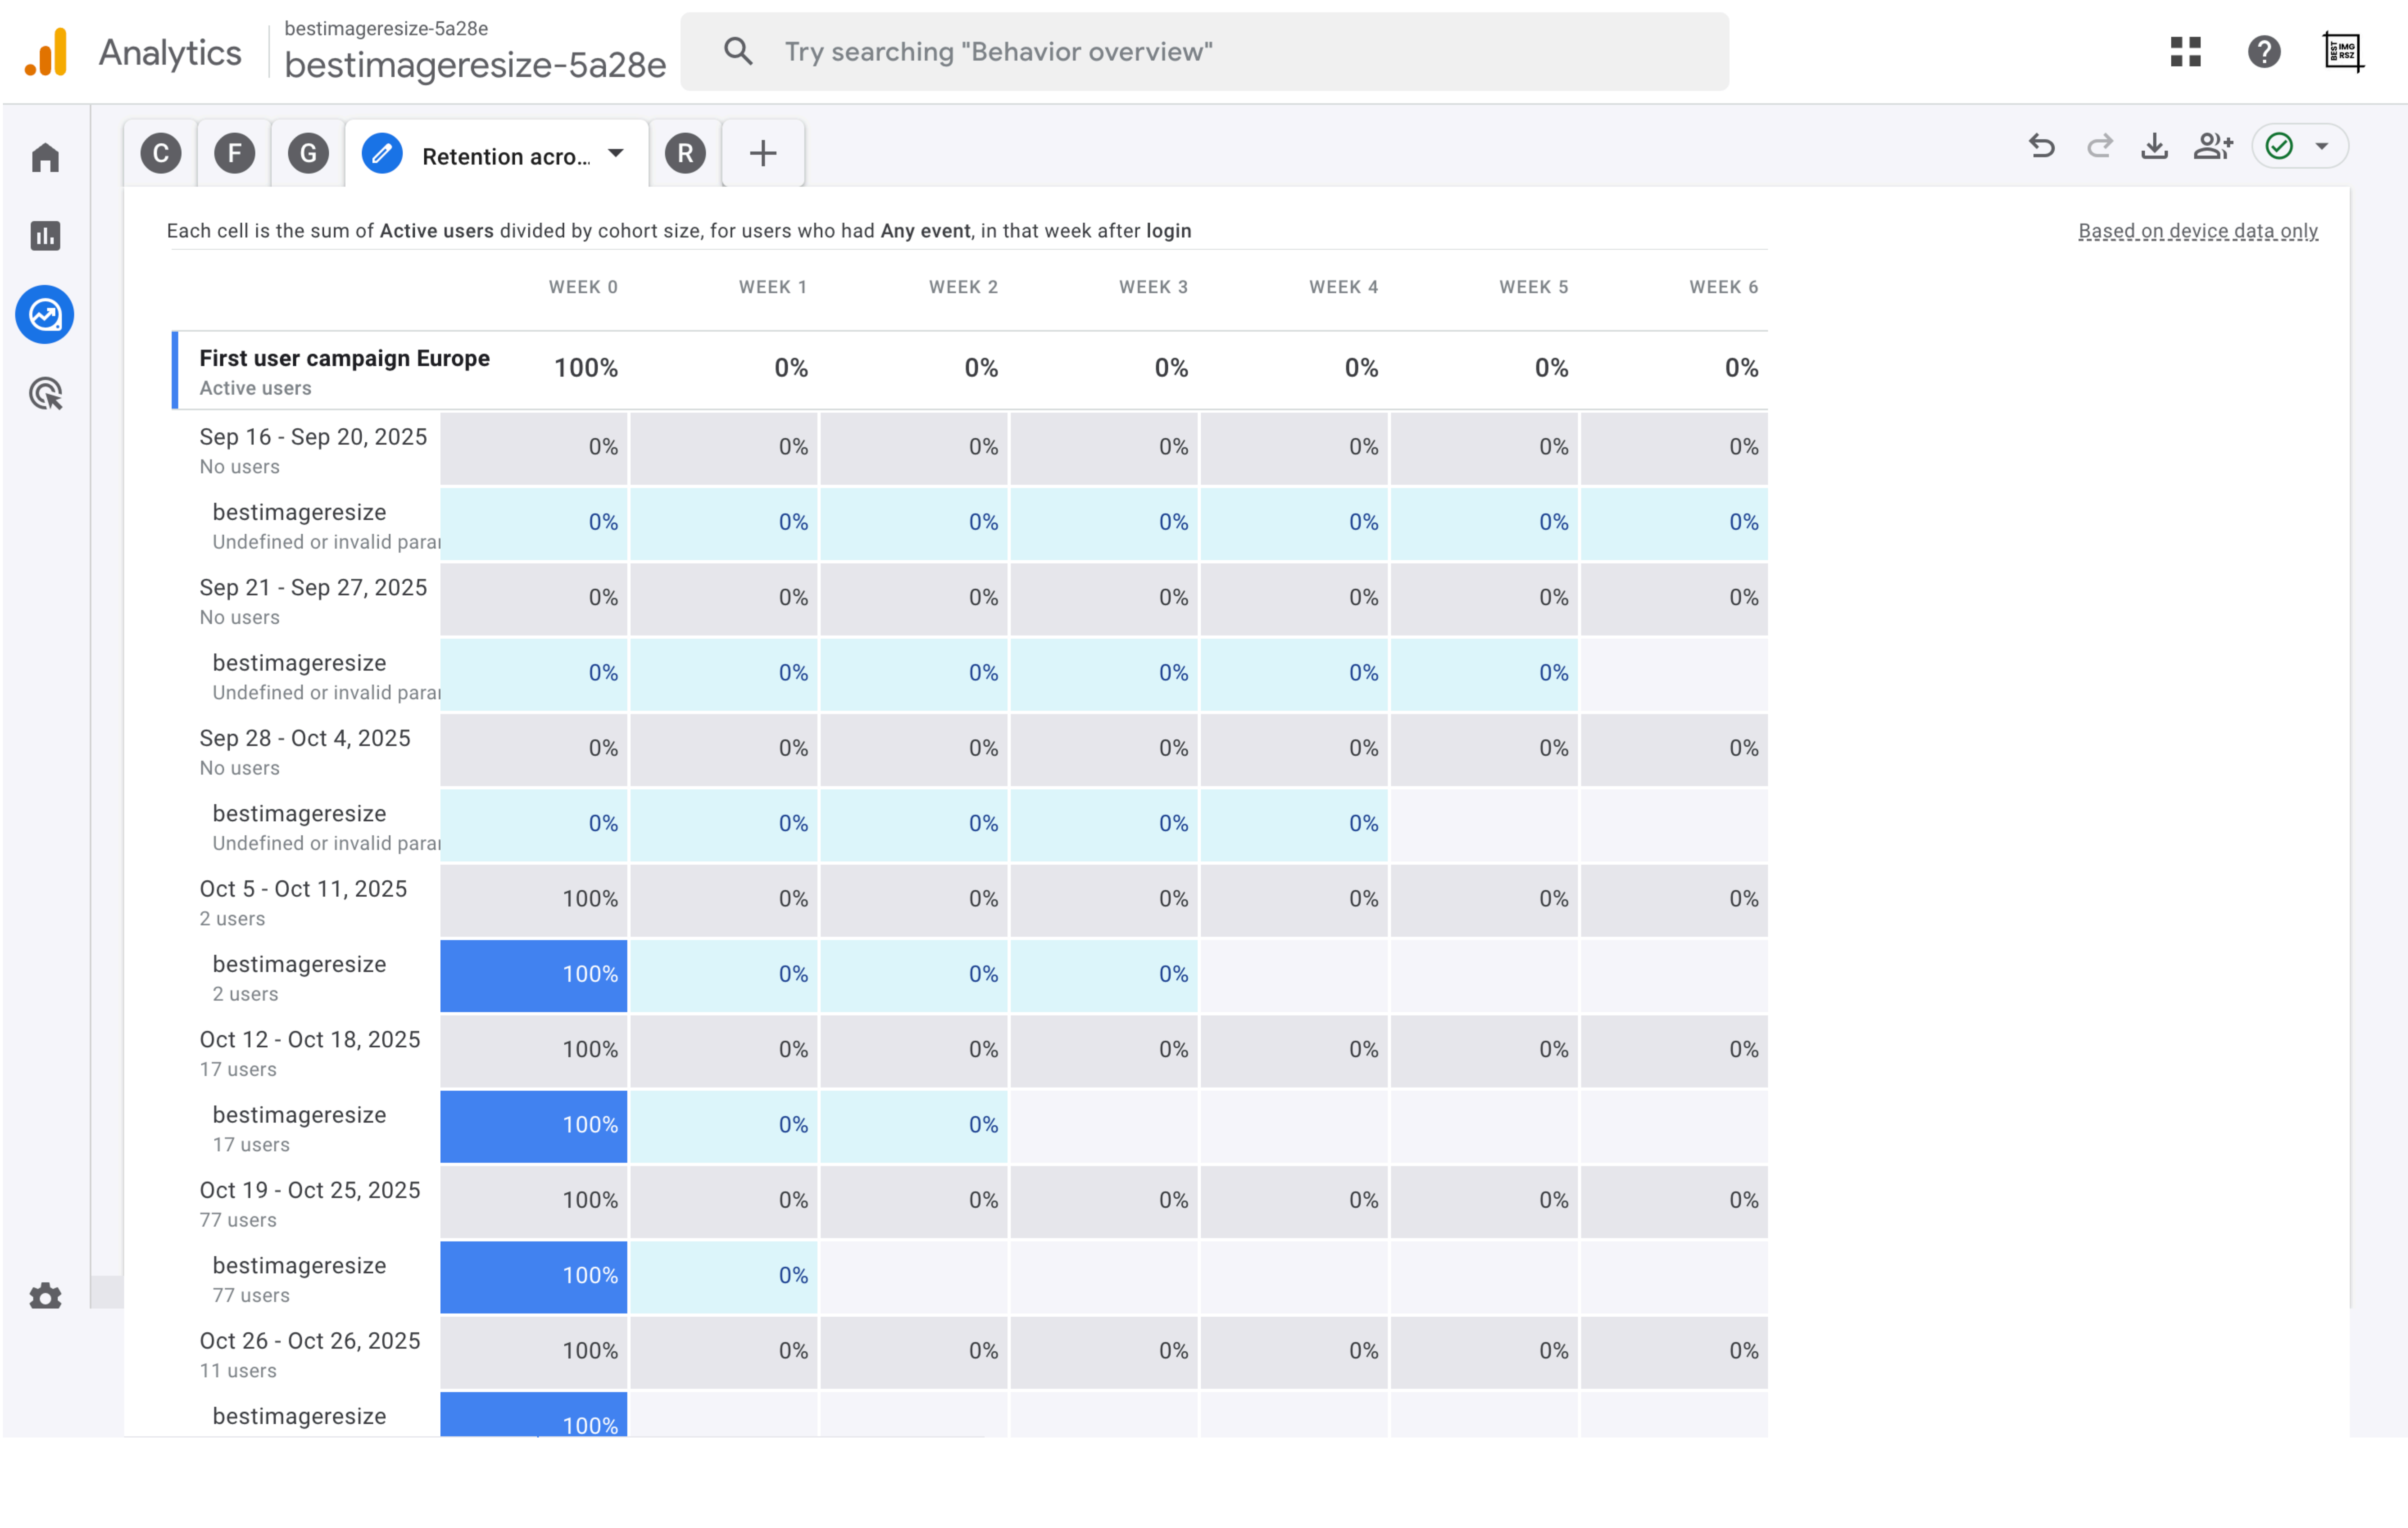 Analytics
bestimageresize-5a28e
bestimageresize-5a28e
Try searching "Behavior overview"
BEST IMG RSZ
C F G Retention acro... R
Each cell is the sum of Active users divided by cohort size, for users who had Any event, in that week after login
Based on device data only
WEEK 0 WEEK 1 WEEK 2 WEEK 3 WEEK 4 WEEK 5 WEEK 6
First user campaign Europe 100% 0% 0% 0% 0% 0% 0%
Active users
Sep 16 - Sep 20, 2025 0% 0% 0% 0% 0% 0% 0%
No users
bestimageresize 0% 0% 0% 0% 0% 0% 0%
Undefined or invalid para
Sep 21 - Sep 27, 2025 0% 0% 0% 0% 0% 0% 0%
No users
bestimageresize 0% 0% 0% 0% 0% 0%
Undefined or invalid para
Sep 28 - Oct 4, 2025 0% 0% 0% 0% 0% 0% 0%
No users
bestimageresize 0% 0% 0% 0% 0%
Undefined or invalid para
Oct 5 - Oct 11, 2025 100% 0% 0% 0% 0% 0% 0%
2 users
bestimageresize 100% 0% 0% 0%
2 users
Oct 12 - Oct 18, 2025 100% 0% 0% 0% 0% 0% 0%
17 users
bestimageresize 100% 0% 0%
17 users
Oct 19 - Oct 25, 2025 100% 0% 0% 0% 0% 0% 0%
77 users
bestimageresize 100% 0%
77 users
Oct 26 - Oct 26, 2025 100% 0% 0% 0% 0% 0% 0%
11 users
bestimageresize 100%